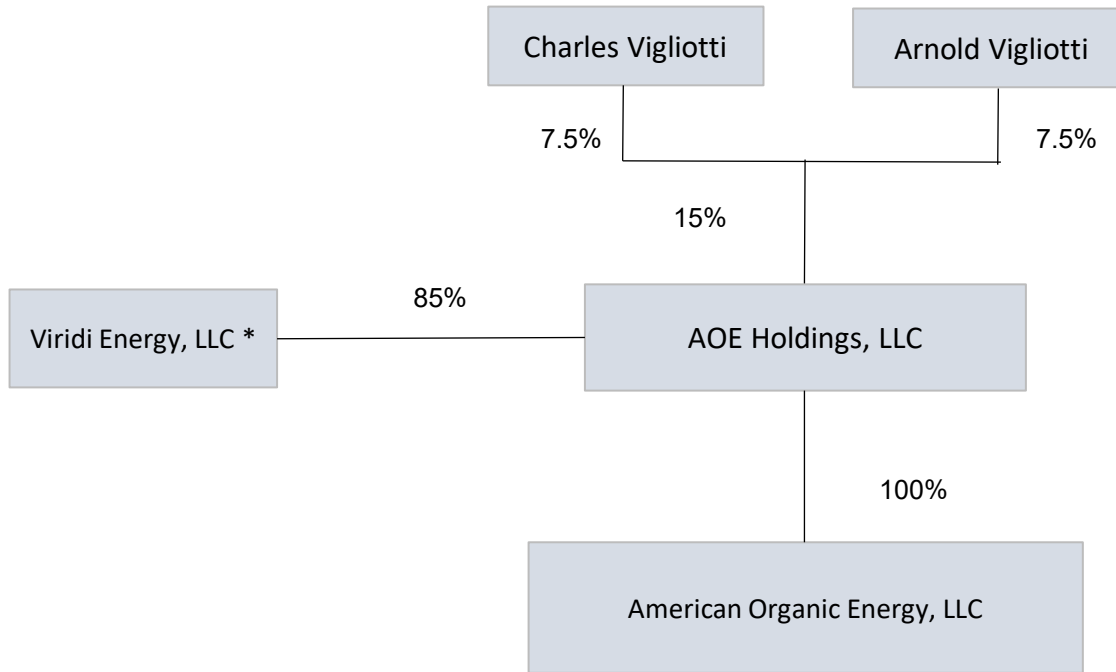 Charles Vigliotti
Arnold Vigliotti
7.5%
7.5%
15%
85%
Viridi Energy, LLC *
AOE Holdings, LLC
100%
American Organic Energy, LLC